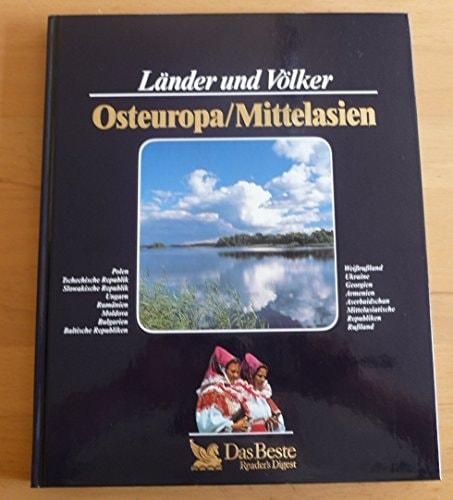 Länder und Völker
Osteuropa/Mittelasien
Polen
Tschechische Republik
Slowakische Republik
Ungarn
Rumänien
Moldova
Bulgarien
Baltische Republiken
Weißrußland
Ukraine
Georgien
Armenien
Aserbaidschan
Mittelasiatische
Republiken
Rußland
Das Beste
Reader's Digest